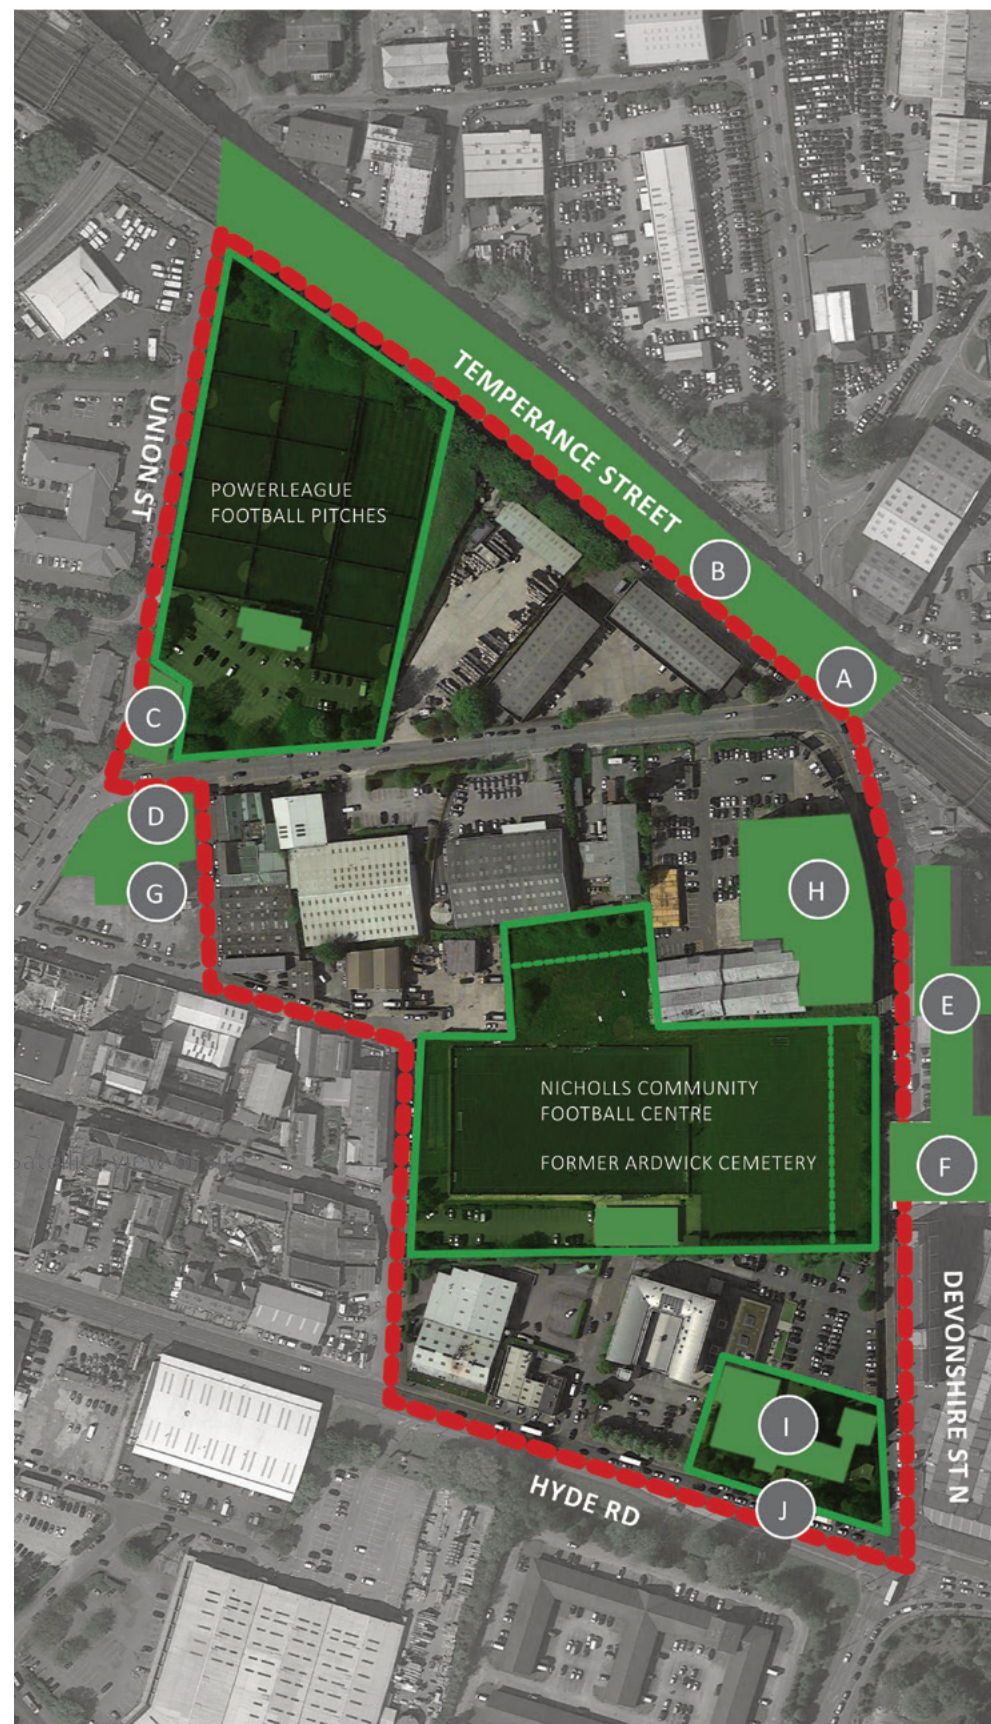 TEMPERANCE STREET
UNION ST
POWERLEAGUE
FOOTBALL PITCHES
B
A
C
D
G
H
E
NICHOLLS COMMUNITY
FOOTBALL CENTRE
FORMER ARDWICK CEMETERY
F
DEVONSHIRE ST N
I
HYDE RD
J